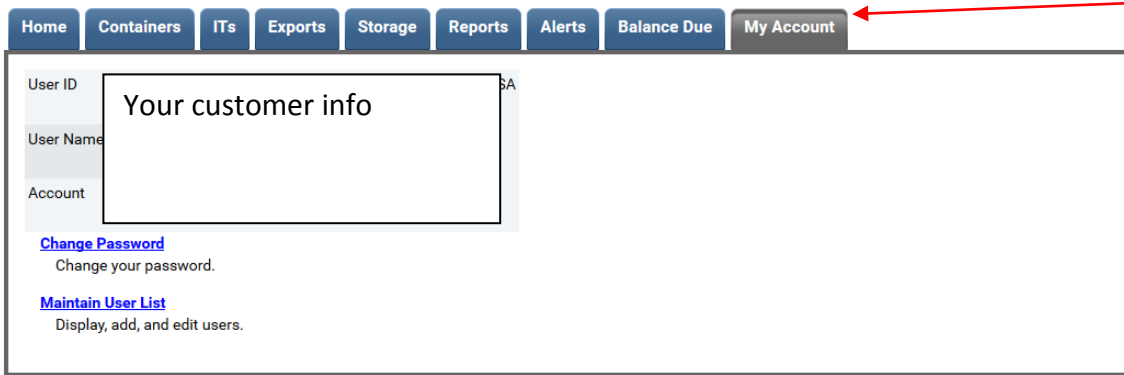 Home Containers ITs Exports Storage Reports Alerts Balance Due My Account
User ID SA
Your customer info
User Name
Account
Change Password
Change your password.
Maintain User List
Display, add, and edit users.